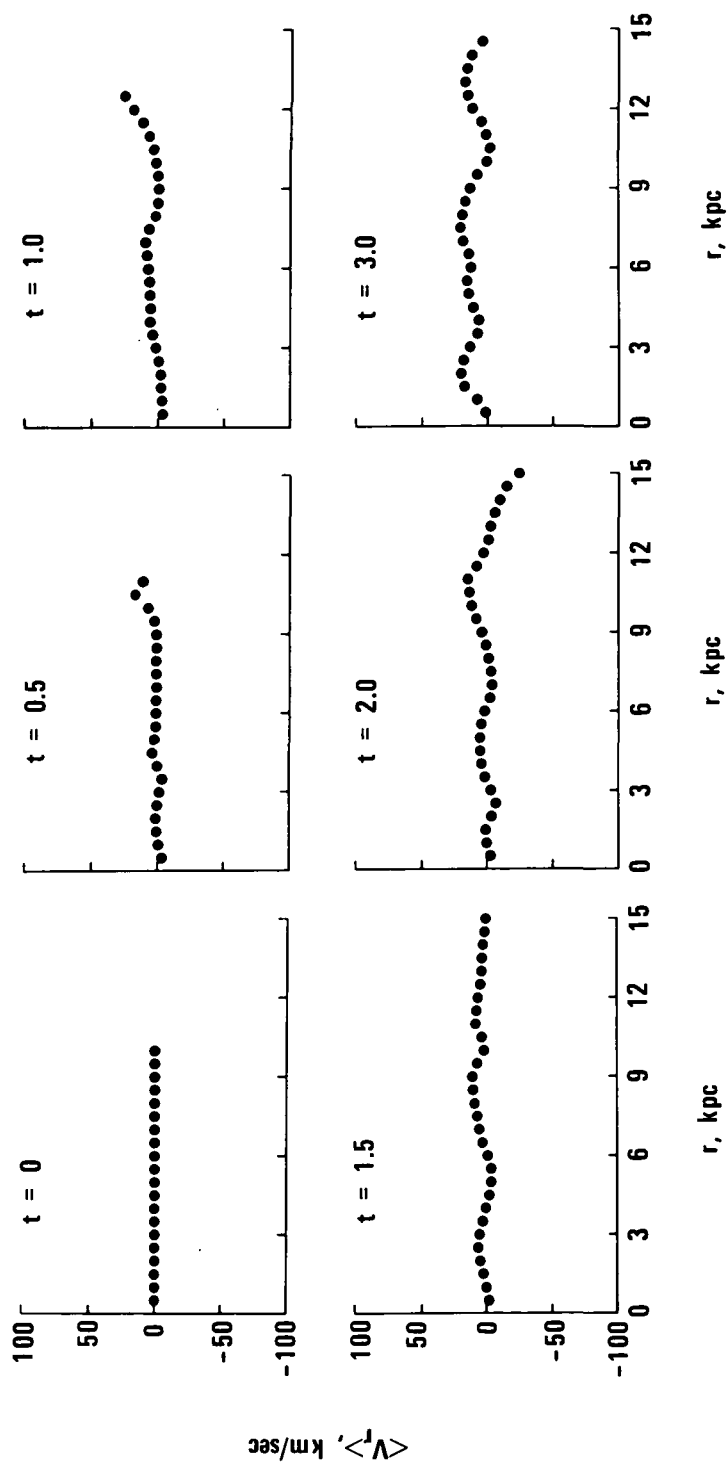 <V_r>, km/sec
t = 0
t = 0.5
t = 1.0
100
50
0
-50
-100
t = 1.5
t = 2.0
t = 3.0
100
50
0
-50
-100
0 3 6 9 12 15
0 3 6 9 12 15
0 3 6 9 12 15
r, kpc
r, kpc
r, kpc